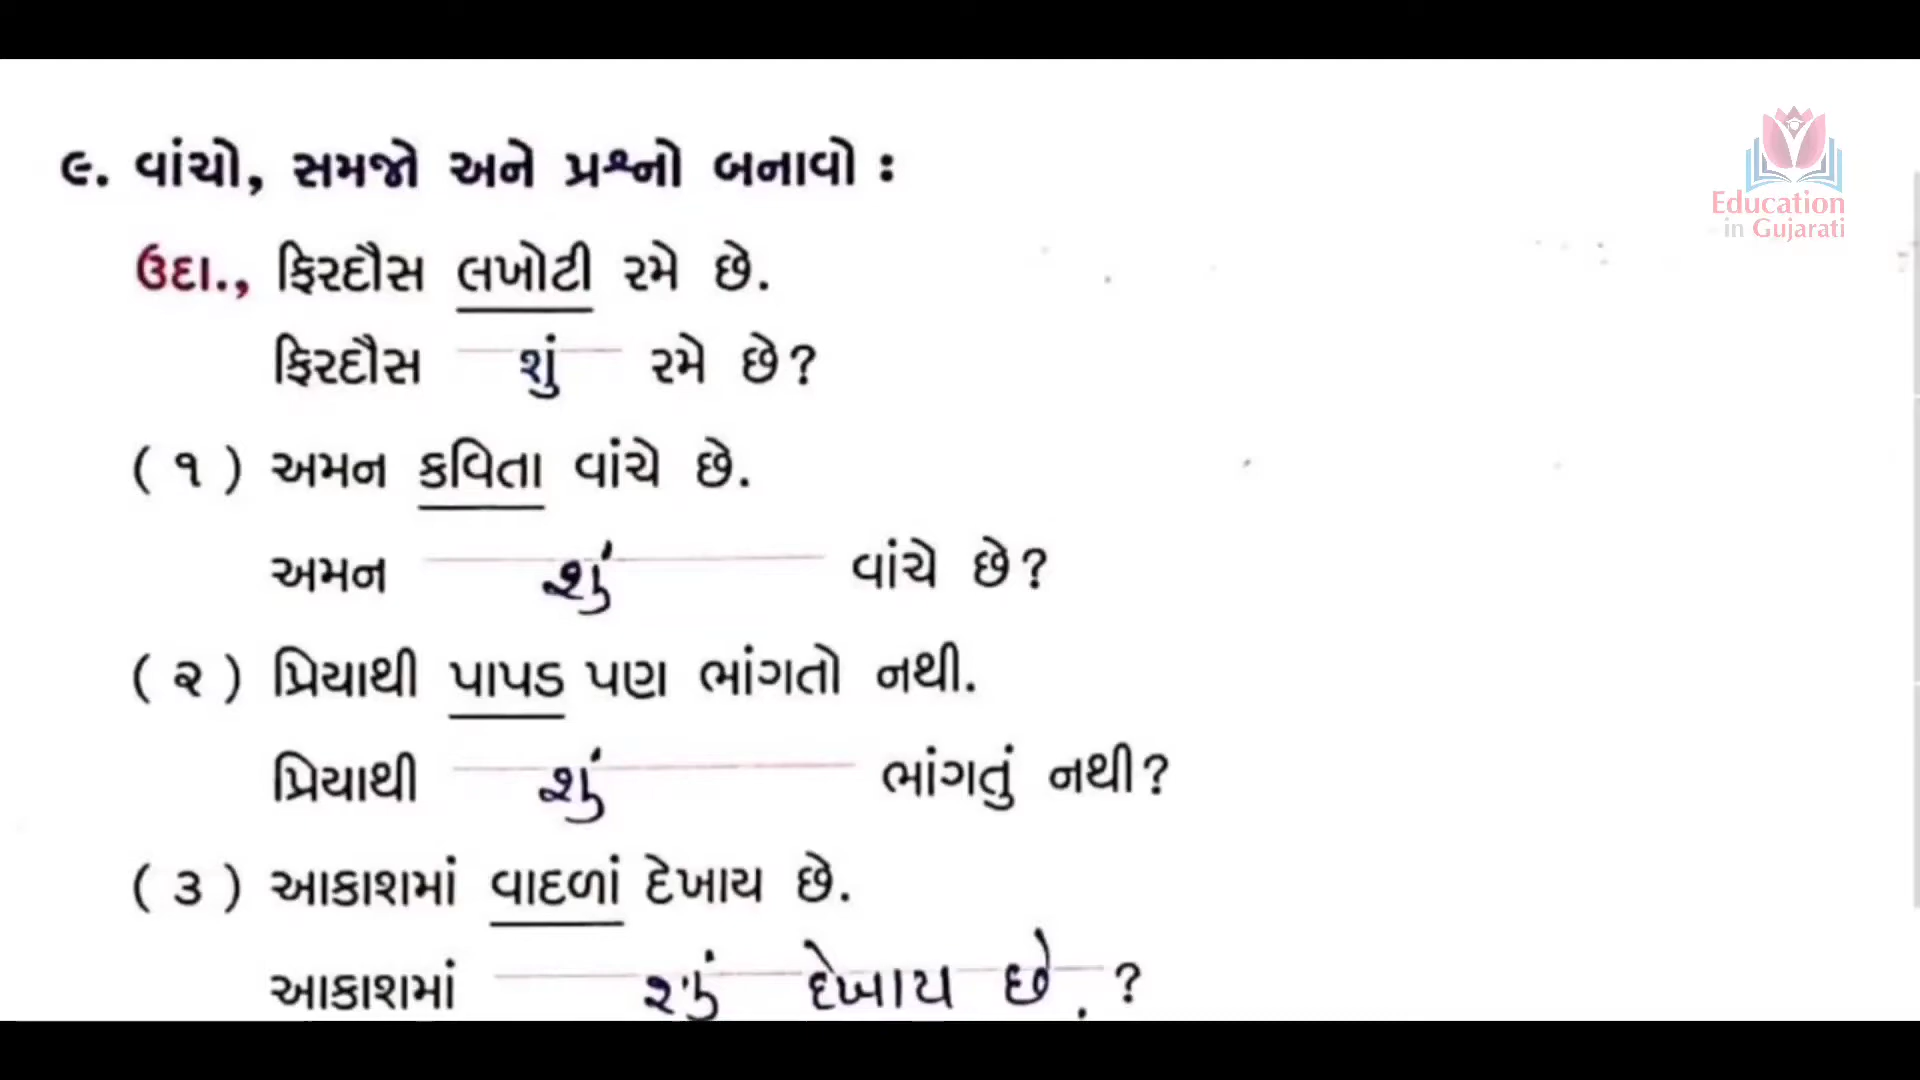 ૯. વાંચો, સમજો અને પ્રશ્નો બનાવો :
ઉદા., ફિરદૌસ લખોટી રમે છે.
ફિરદૌસ શું રમે છે?
( ૧ ) અમન કવિતા વાંચે છે.
અમન શું વાંચે છે?
( ૨ ) પ્રિયાથી પાપડ પણ ભાંગતો નથી.
પ્રિયાથી શું ભાંગતું નથી?
( ૩ ) આકાશમાં વાદળાં દેખાય છે.
આકાશમાં શું દેખાય છે. ?
Education
in Gujarati